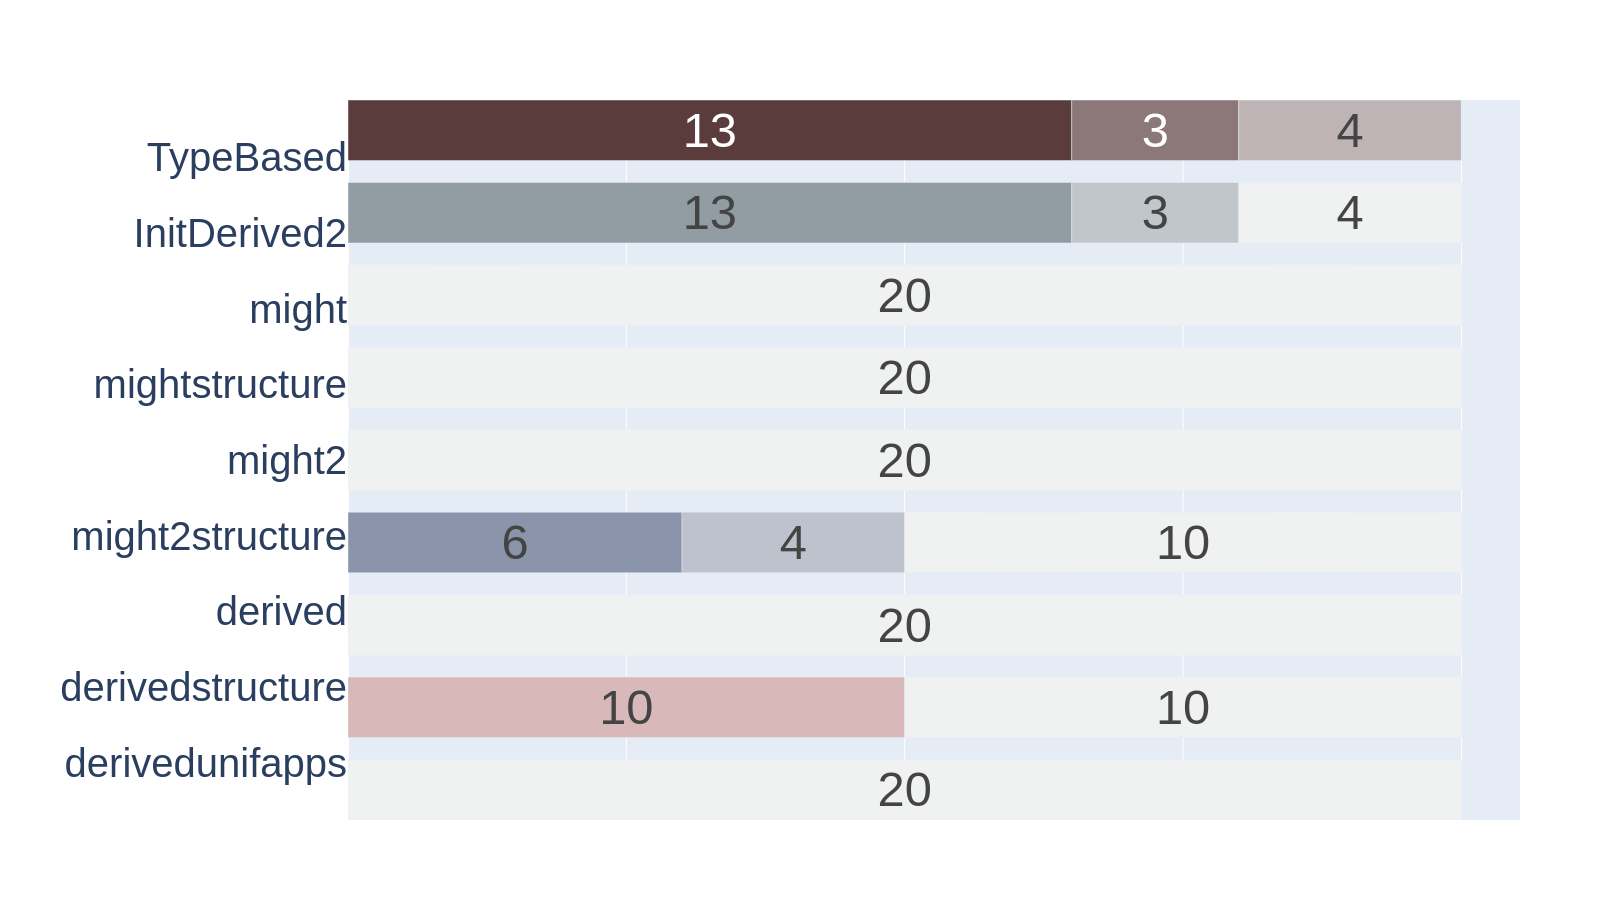 13 3 4
TypeBased
13 3 4
InitDerived2
20
might
20
mightstructure
20
might2
6 4 10
might2structure
20
derived
10 10
derivedstructure
20
derivedunifapps